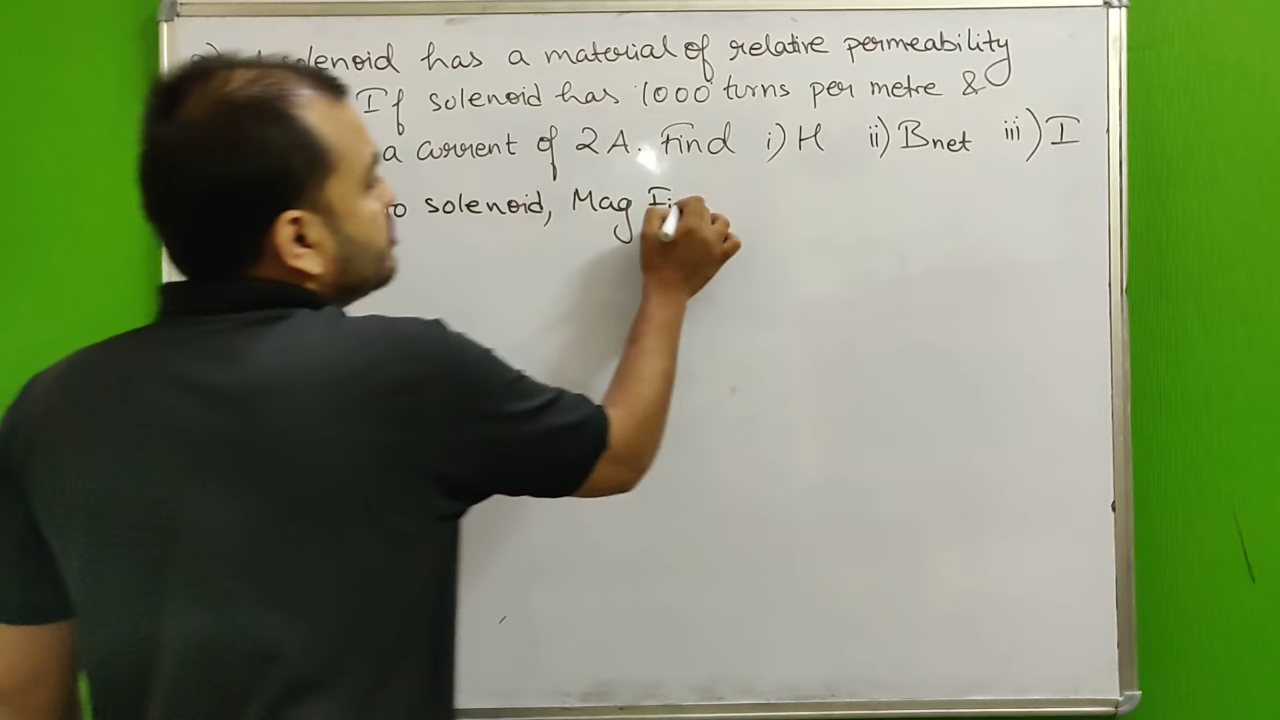 solenoid has a material of relative permeability
If solenoid has 1000 turns per metre &
a current of 2A. Find i) H ii) Bnet iii) I
solenoid, Mag